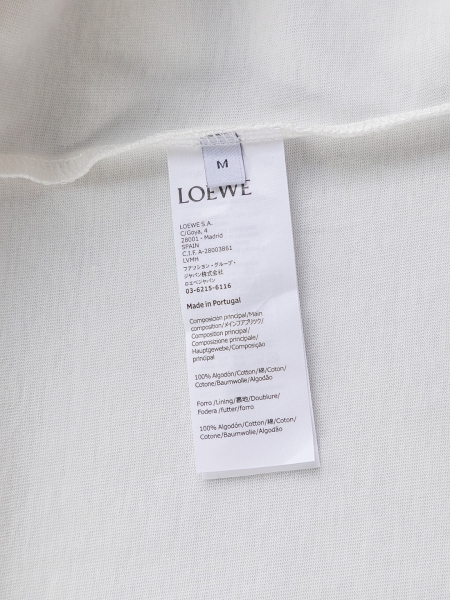 M
LOEWE
LOEWE S.A.
C/Goya, 4
28001 - Madrid
SPAIN
C.I.F. A-28003861
LVMH
ファッション・グループ・
ジャパン株式会社
ロエベジャパン
03-6215-6116
Made in Portugal
Composición principal/Main
composition/メインファブリック/
Composition principal/
Composizione principale/
Hauptgewebe/Composição
principal
100% Algodón/Cotton/綿/Coton/
Cotone/Baumwolle/Algodão
Forro/Lining/裏地/Doublure/
Fodera/futter/forro
100% Algodón/Cotton/綿/Coton/
Cotone/Baumwolle/Algodão